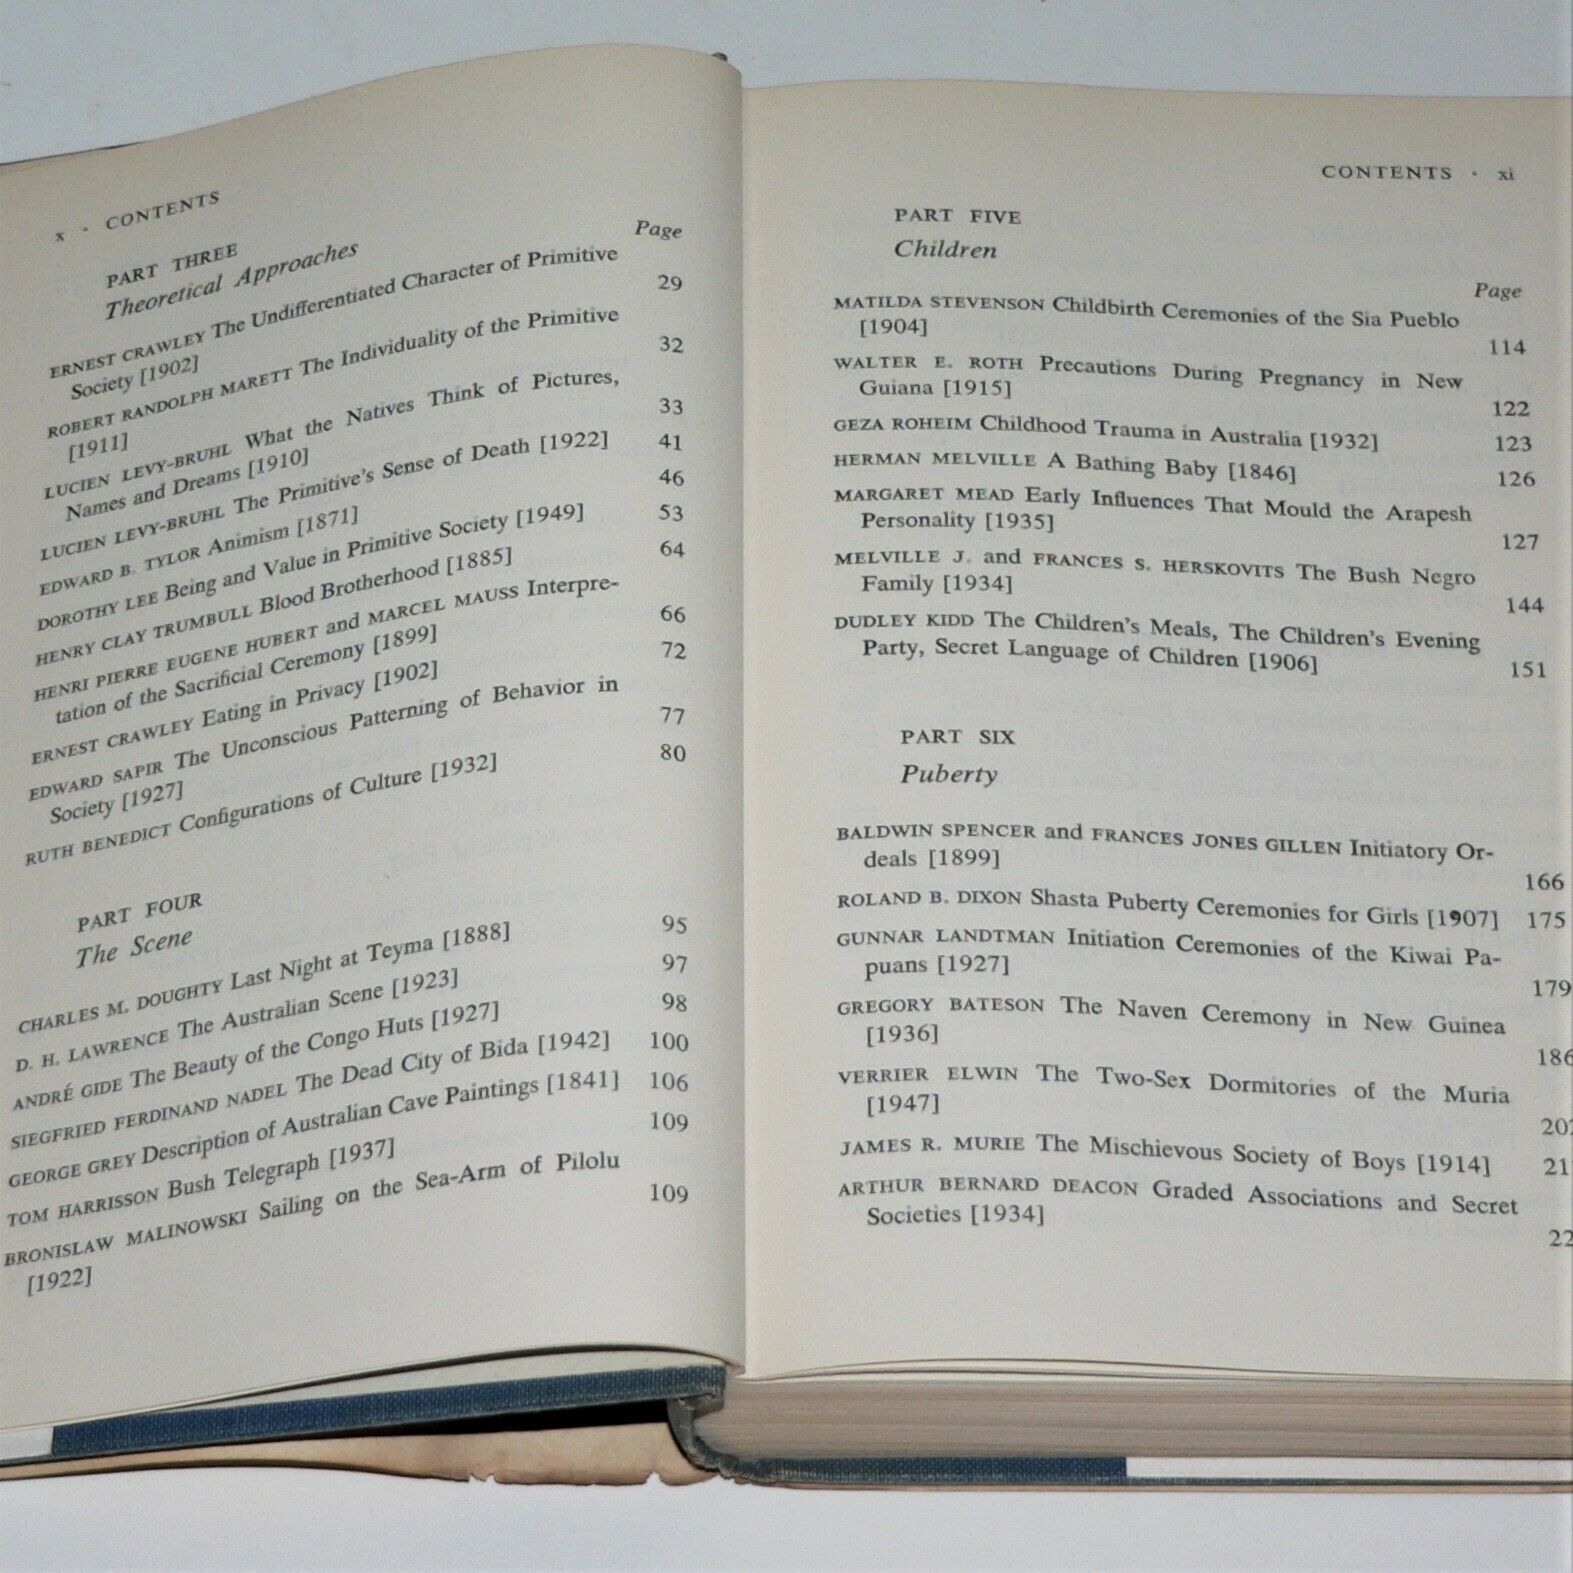 x · CONTENTS
PART THREE
Theoretical Approaches
Page
ERNEST CRAWLEY The Undifferentiated Character of Primitive
Society [1902] 29
ROBERT RANDOLPH MARETT The Individuality of the Primitive
[1911] 32
LUCIEN LEVY-BRUHL What the Natives Think of Pictures,
Names and Dreams [1910] 33
LUCIEN LEVY-BRUHL The Primitive's Sense of Death [1922] 41
EDWARD B. TYLOR Animism [1871] 46
DOROTHY LEE Being and Value in Primitive Society [1949] 53
HENRY CLAY TRUMBULL Blood Brotherhood [1885] 64
HENRI PIERRE EUGENE HUBERT and MARCEL MAUSS Interpre-
tation of the Sacrificial Ceremony [1899] 66
ERNEST CRAWLEY Eating in Privacy [1902] 72
EDWARD SAPIR The Unconscious Patterning of Behavior in
Society [1927] 77
RUTH BENEDICT Configurations of Culture [1932] 80
PART FOUR
The Scene
CHARLES M. DOUGHTY Last Night at Teyma [1888] 95
D. H. LAWRENCE The Australian Scene [1923] 97
ANDRÉ GIDE The Beauty of the Congo Huts [1927] 98
SIEGFRIED FERDINAND NADEL The Dead City of Bida [1942] 100
GEORGE GREY Description of Australian Cave Paintings [1841] 106
TOM HARRISSON Bush Telegraph [1937] 109
BRONISLAW MALINOWSKI Sailing on the Sea-Arm of Pilolu
[1922] 109
CONTENTS · xi
PART FIVE
Children
Page
MATILDA STEVENSON Childbirth Ceremonies of the Sia Pueblo
[1904] 114
WALTER E. ROTH Precautions During Pregnancy in New
Guiana [1915] 122
GEZA ROHEIM Childhood Trauma in Australia [1932] 123
HERMAN MELVILLE A Bathing Baby [1846] 126
MARGARET MEAD Early Influences That Mould the Arapesh
Personality [1935] 127
MELVILLE J. and FRANCES S. HERSKOVITS The Bush Negro
Family [1934] 144
DUDLEY KIDD The Children's Meals, The Children's Evening
Party, Secret Language of Children [1906] 151
PART SIX
Puberty
BALDWIN SPENCER and FRANCES JONES GILLEN Initiatory Or-
deals [1899] 166
ROLAND B. DIXON Shasta Puberty Ceremonies for Girls [1907] 175
GUNNAR LANDTMAN Initiation Ceremonies of the Kiwai Pa-
puans [1927] 179
GREGORY BATESON The Naven Ceremony in New Guinea
[1936] 186
VERRIER ELWIN The Two-Sex Dormitories of the Muria
[1947]
JAMES R. MURIE The Mischievous Society of Boys [1914]
ARTHUR BERNARD DEACON Graded Associations and Secret
Societies [1934]